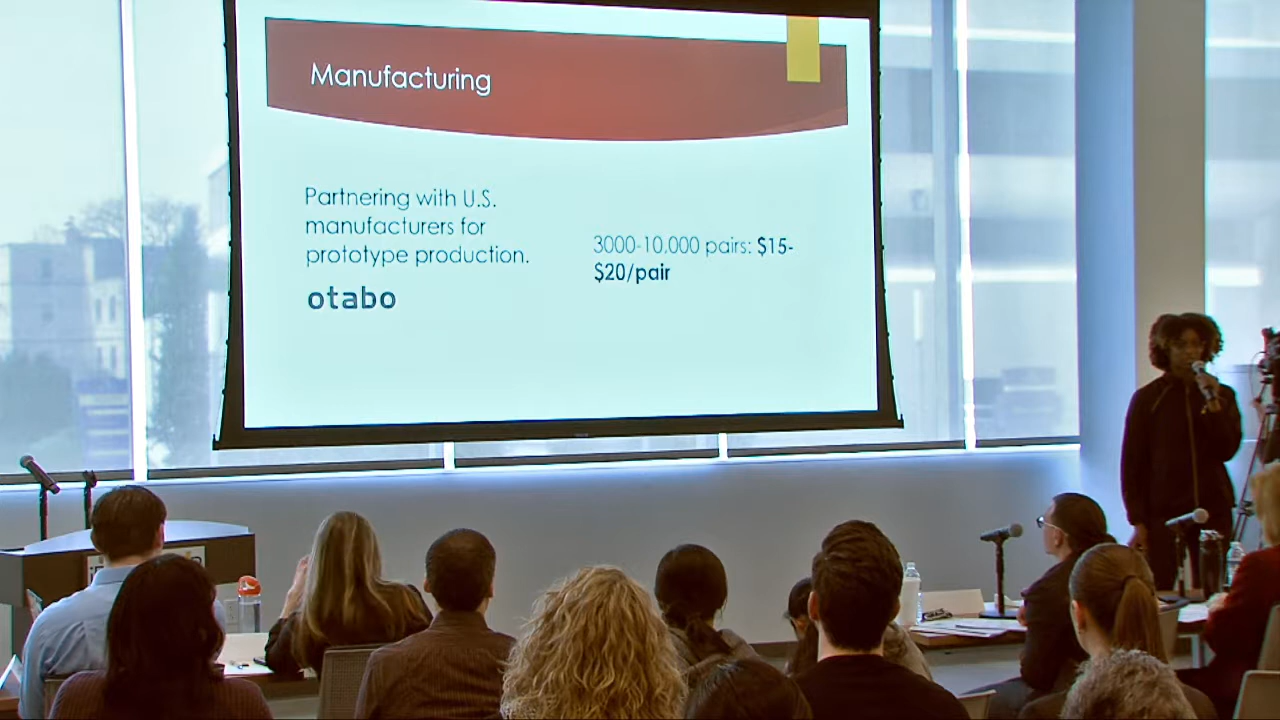 Manufacturing
Partnering with U.S.
manufacturers for
prototype production.
otabo
3000-10.000 pairs: $15-
$20/pair